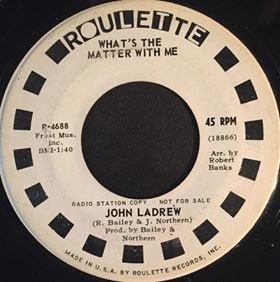 ROULETTE
WHAT'S THE
MATTER WITH ME
R-4688
Frost Mus.
Inc.
BMI-1:40
45 RPM
(18866)
Arr. by
Robert
Banks
RADIO STATION COPY NOT FOR SALE
JOHN LADREW
(R. Bailey & J. Northern)
Prod. by Bailey &
Northern
MADE IN U.S.A. BY ROULETTE RECORDS, INC.